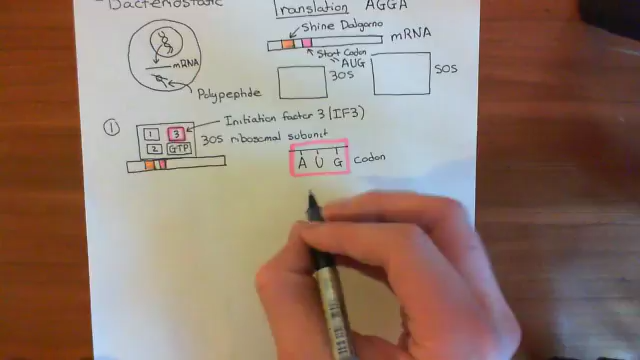 - Bacteriostatic
Translation AGGA
Shine Dalgarno
mRNA
Start Codon
AUG
mRNA
30S
50S
Polypeptide
① Initiation factor 3 (IF3)
1 3
2 GTP
30S ribosomal subunit
A U G Codon